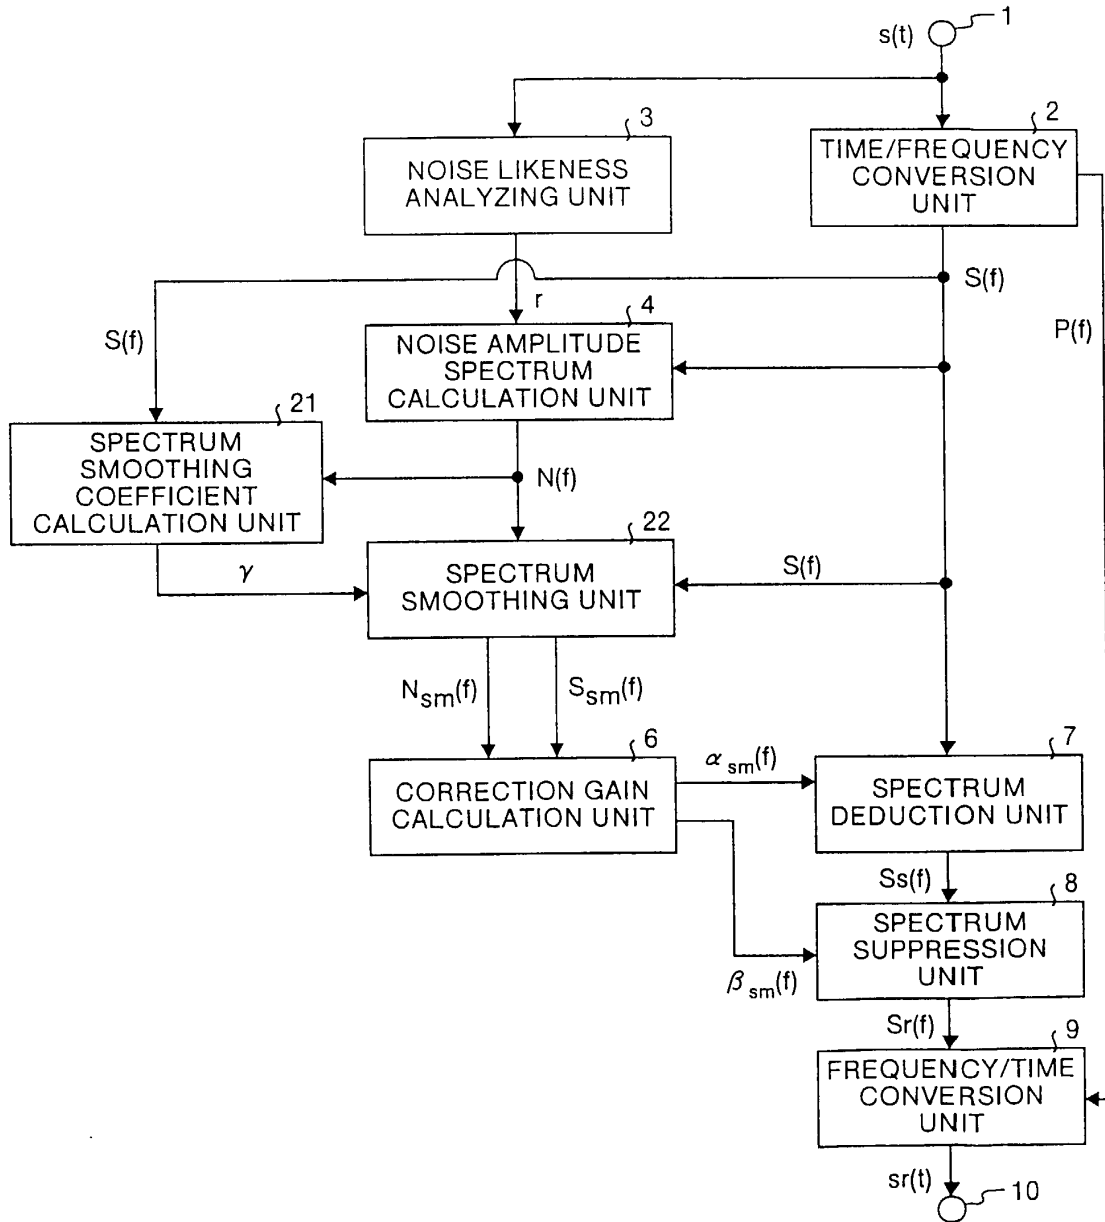 1
s(t)
3
2
NOISE LIKENESS
ANALYZING UNIT
TIME/FREQUENCY
CONVERSION
UNIT
S(f)
r
4
P(f)
S(f)
NOISE AMPLITUDE
SPECTRUM
CALCULATION UNIT
21
SPECTRUM
SMOOTHING
COEFFICIENT
CALCULATION UNIT
N(f)
22
γ
SPECTRUM
SMOOTHING UNIT
S(f)
Nsm(f)
Ssm(f)
6
αsm(f)
7
CORRECTION GAIN
CALCULATION UNIT
SPECTRUM
DEDUCTION UNIT
Ss(f)
8
SPECTRUM
SUPPRESSION
UNIT
βsm(f)
Sr(f)
9
FREQUENCY/TIME
CONVERSION
UNIT
sr(t)
10